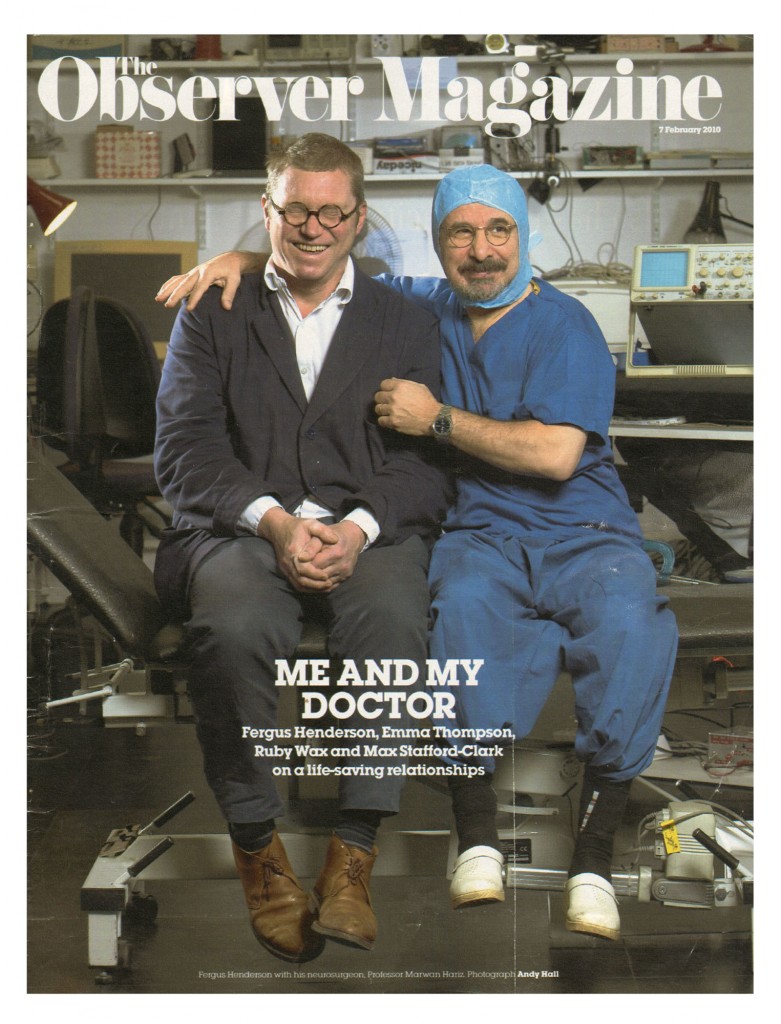 The
Observer Magazine
7 February 2010
niceday
ME AND MY
DOCTOR
Fergus Henderson, Emma Thompson,
Ruby Wax and Max Stafford-Clark
on a life-saving relationships
Fergus Henderson with his neurosurgeon, Professor Marwan Hariz. Photograph Andy Hall